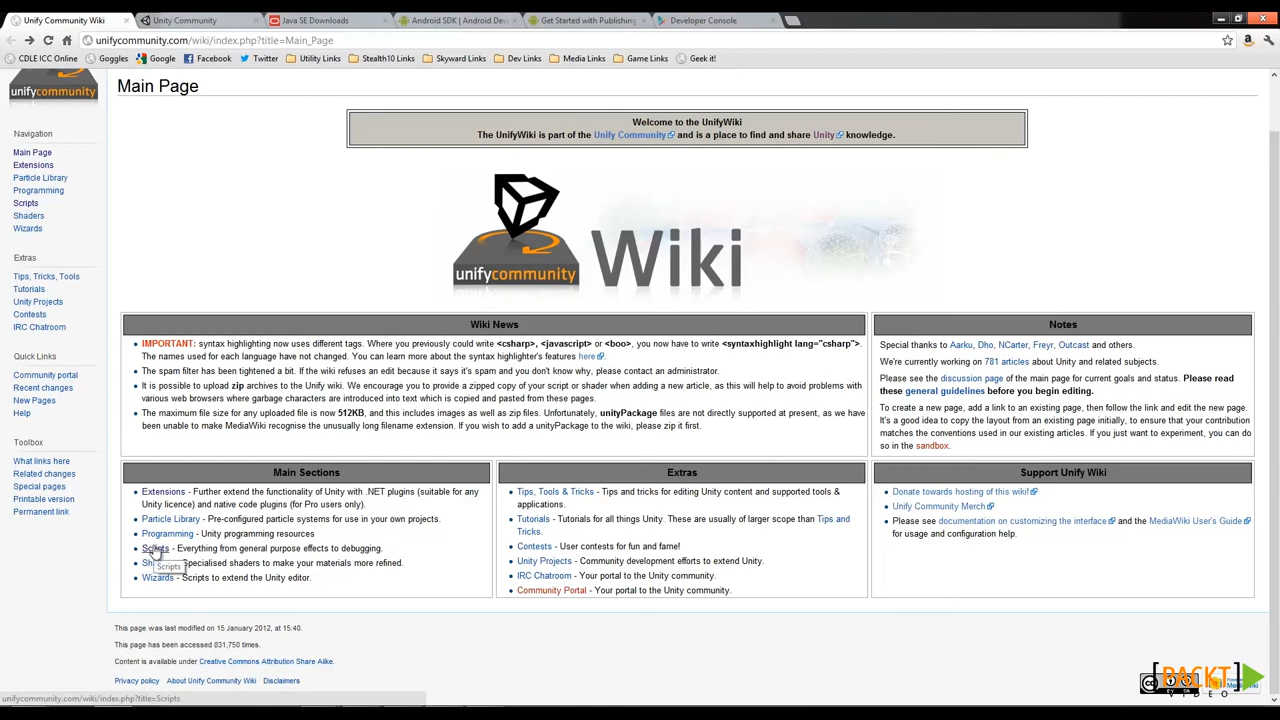 Unify Community Wiki
Unity Community
Java SE Downloads
Android SDK | Android Dev
Get Started with Publishing
Developer Console
unifycommunity.com/wiki/index.php?title=Main_Page
CDLE ICC Online
Goggles
Google
Facebook
Twitter
Utility Links
Stealth10 Links
Skyward Links
Dev Links
Media Links
Game Links
Geek it!
unifycommunity
Navigation
Main Page
Extensions
Particle Library
Programming
Scripts
Shaders
Wizards
Extras
Tips, Tricks, Tools
Tutorials
Unity Projects
Contests
IRC Chatroom
Quick Links
Community portal
Recent changes
New Pages
Help
Toolbox
What links here
Related changes
Special pages
Printable version
Permanent link
Main Page
Welcome to the UnifyWiki
The UnifyWiki is part of the Unify Community and is a place to find and share Unity knowledge.
unifycommunity Wiki
Wiki News
IMPORTANT: syntax highlighting now uses different tags. Where you previously could write <csharp>, <javascript> or <boo>, you now have to write <syntaxhighlight lang="csharp">.
The names used for each language have not changed. You can learn more about the syntax highlighter's features here.
The spam filter has been tightened a bit. If the wiki refuses an edit because it's spam and you don't know why, please contact an administrator.
It is possible to upload zip archives to the Unify wiki. We encourage you to provide a zipped copy of your script or shader when adding a new article, as this will help to avoid problems with
various web browsers where garbage characters are introduced into text which is copied and pasted from these pages.
The maximum file size for any uploaded file is now 512KB, and this includes images as well as zip files. Unfortunately, unityPackage files are not directly supported at present, as we have
been unable to make MediaWiki recognise the unusually long filename extension. If you wish to add a unityPackage to the wiki, please zip it first.
Notes
Special thanks to Aarku, Dho, NCarter, Freyr, Outcast and others.
We're currently working on 781 articles about Unity and related subjects.
Please see the discussion page of the main page for current goals and status. Please read
these general guidelines before you begin editing.
To create a new page, add a link to an existing page, then follow the link and edit the new page.
It's a good idea to copy the layout from an existing page initially, to ensure that your contribution
matches the conventions used in our existing articles. If you just want to experiment, you can do
so in the sandbox.
Main Sections
Extensions - Further extend the functionality of Unity with .NET plugins (suitable for any
Unity licence) and native code plugins (for Pro users only).
Particle Library - Pre-configured particle systems for use in your own projects.
Programming - Unity programming resources
Scripts - Everything from general purpose effects to debugging.
Sh Specialised shaders to make your materials more refined.
Scripts
Wizards - Scripts to extend the Unity editor.
Extras
Tips, Tools & Tricks - Tips and tricks for editing Unity content and supported tools &
applications.
Tutorials - Tutorials for all things Unity. These are usually of larger scope than Tips and
Tricks.
Contests - User contests for fun and fame!
Unity Projects - Community development efforts to extend Unity.
IRC Chatroom - Your portal to the Unity community.
Community Portal - Your portal to the Unity community.
Support Unify Wiki
Donate towards hosting of this wiki!
Unify Community Merch
Please see documentation on customizing the interface and the MediaWiki User's Guide
for usage and configuration help.
This page was last modified on 15 January 2012, at 15:40.
This page has been accessed 831,750 times.
Content is available under Creative Commons Attribution Share Alike.
Privacy policy
About Unify Community Wiki
Disclaimers
unifycommunity.com/wiki/index.php?title=Scripts
[PACKT]
VIDEO